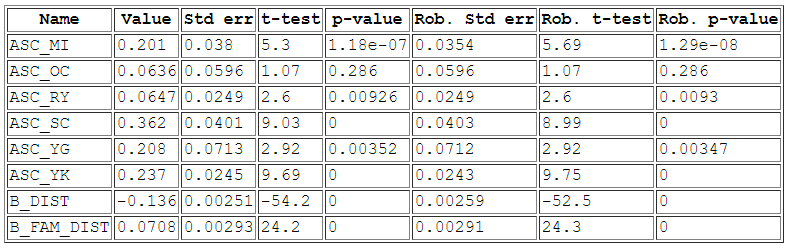 Name Value Std err t-test p-value Rob. Std err Rob. t-test Rob. p-value
ASC_MI 0.201 0.038 5.3 1.18e-07 0.0354 5.69 1.29e-08
ASC_OC 0.0636 0.0596 1.07 0.286 0.0596 1.07 0.286
ASC_RY 0.0647 0.0249 2.6 0.00926 0.0249 2.6 0.0093
ASC_SC 0.362 0.0401 9.03 0 0.0403 8.99 0
ASC_YG 0.208 0.0713 2.92 0.00352 0.0712 2.92 0.00347
ASC_YK 0.237 0.0245 9.69 0 0.0243 9.75 0
B_DIST -0.136 0.00251 -54.2 0 0.00259 -52.5 0
B_FAM_DIST 0.0708 0.00293 24.2 0 0.00291 24.3 0